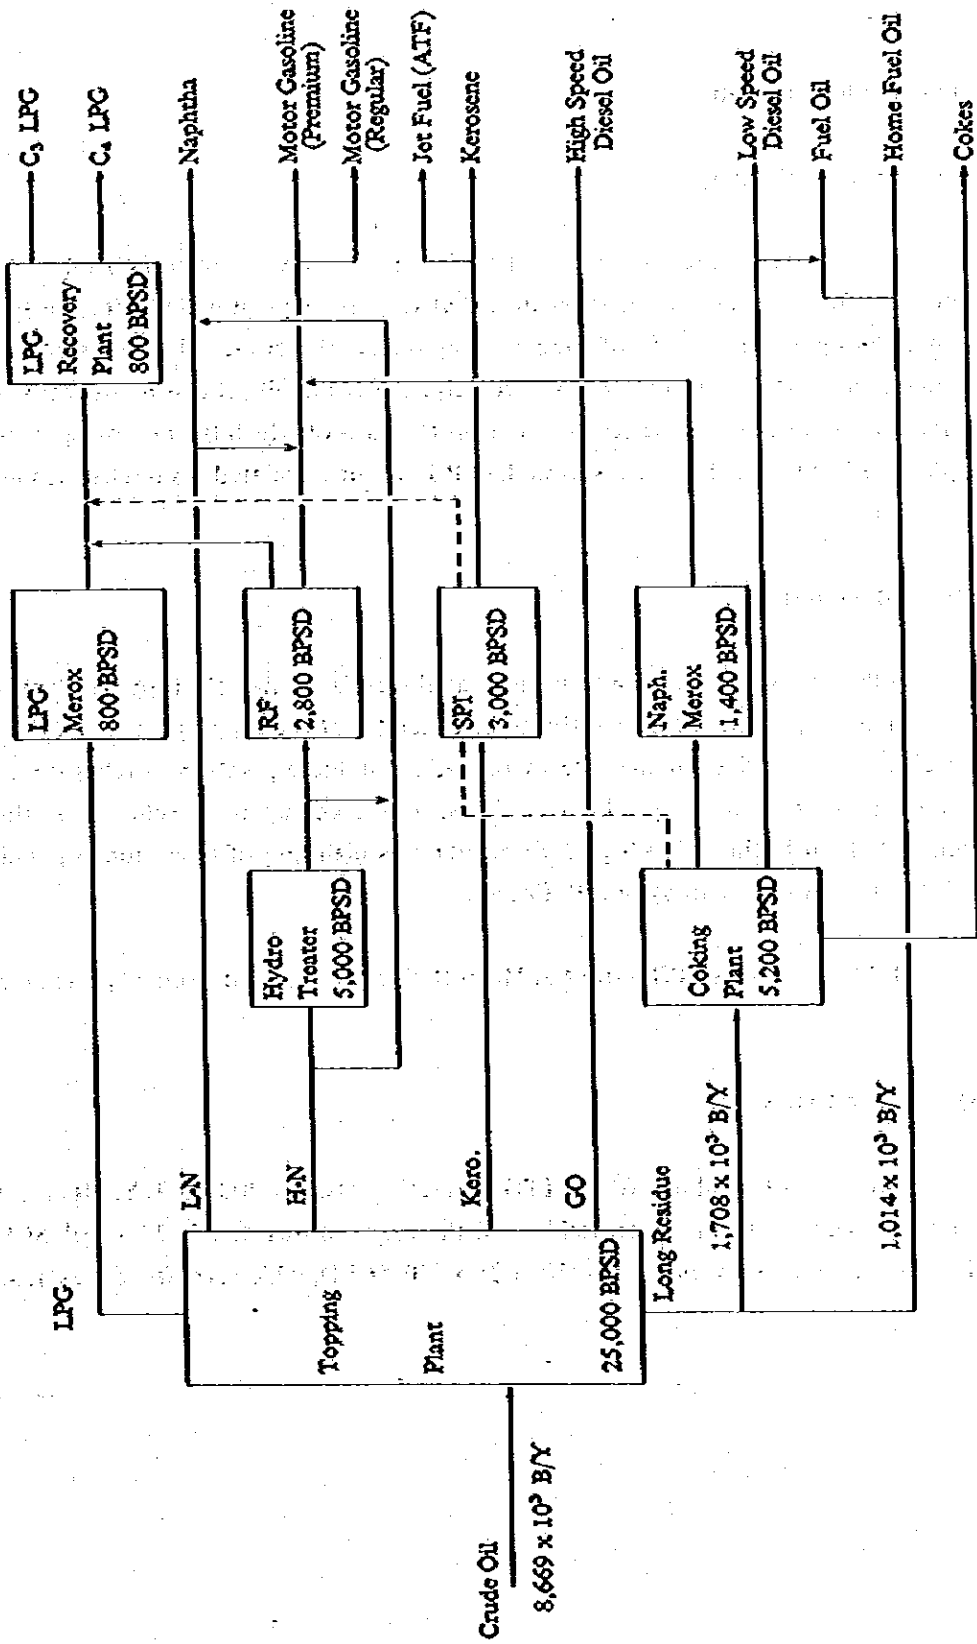 Crude Oil
8,669 x 10³ B/Y
Topping
Plant
25,000 BPSD
LPG
L-N
H-N
Kero.
GO
Long Residue
1,708 x 10³ B/Y
1,014 x 10³ B/Y
Hydro
Treater
5,000 BPSD
Coking
Plant
5,200 BPSD
LPG
Merox
800 BPSD
RF
2,800 BPSD
SPI
3,000 BPSD
Naph.
Merox
1,400 BPSD
LPG
Recovery
Plant
800 BPSD
C₃ LPG
C₄ LPG
Naphtha
Motor Gasoline
(Premium)
Motor Gasoline
(Regular)
Jet Fuel (ATF)
Kerosene
High Speed
Diesel Oil
Low Speed
Diesel Oil
Fuel Oil
Home Fuel Oil
Cokes